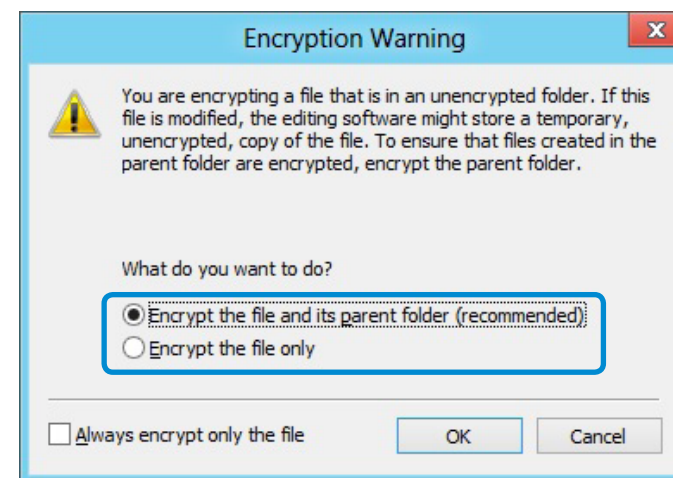 Encryption Warning
x
You are encrypting a file that is in an unencrypted folder. If this
file is modified, the editing software might store a temporary,
unencrypted, copy of the file. To ensure that files created in the
parent folder are encrypted, encrypt the parent folder.
What do you want to do?
Encrypt the file and its parent folder (recommended)
Encrypt the file only
Always encrypt only the file
OK
Cancel